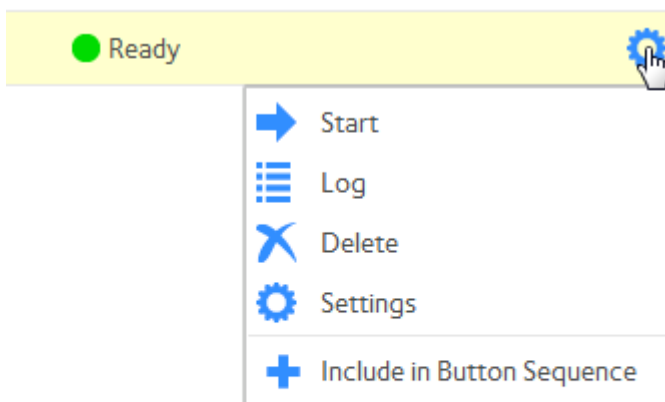 Ready
Start
Log
Delete
Settings
Include in Button Sequence